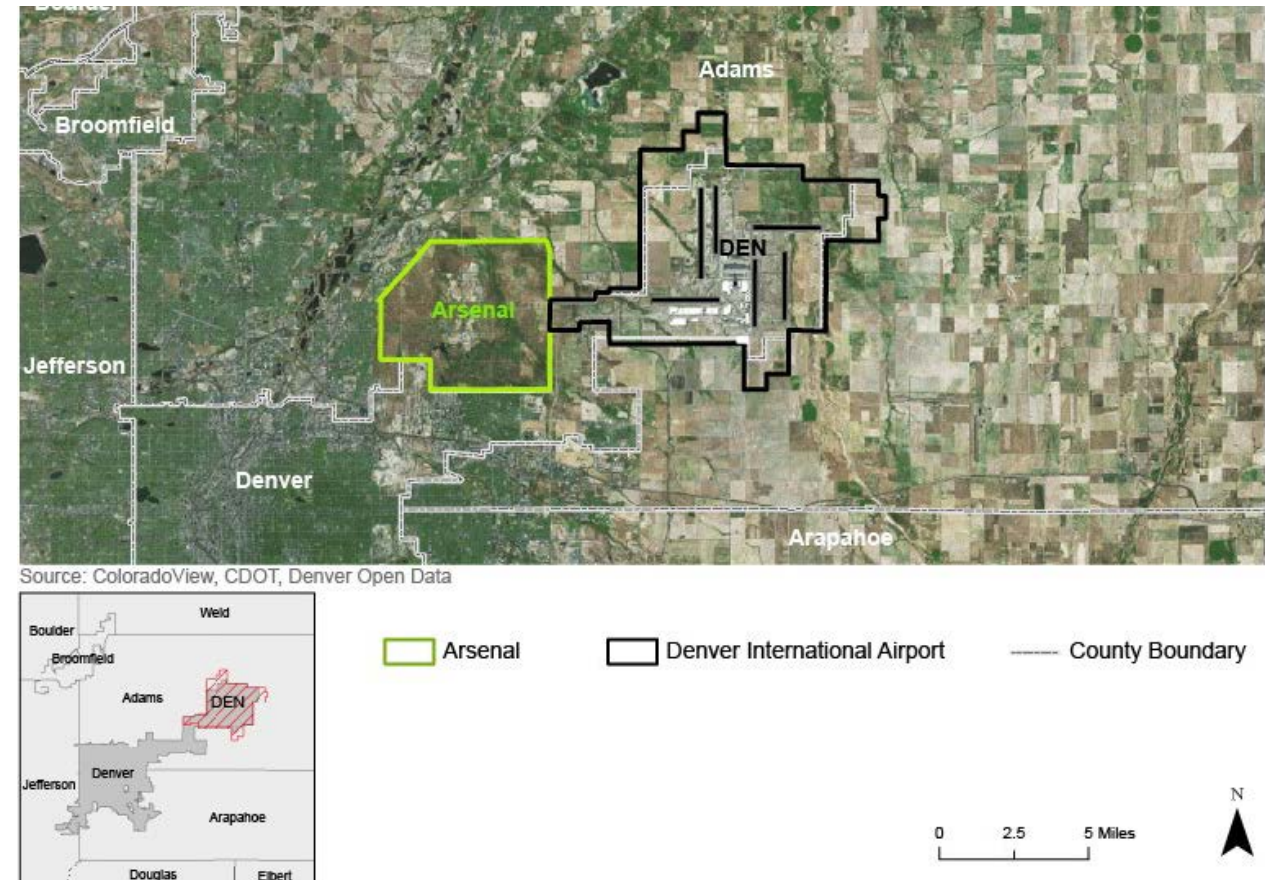 Boulder
Adams
Broomfield
DEN
Arsenal
Jefferson
Denver
Arapahoe
Source: ColoradoView, CDOT, Denver Open Data
Weld
Boulder
Broomfield
Adams
DEN
Denver
Jefferson
Arapahoe
Douglas
Elbert
Arsenal
Denver International Airport
County Boundary
N
0 2.5 5 Miles